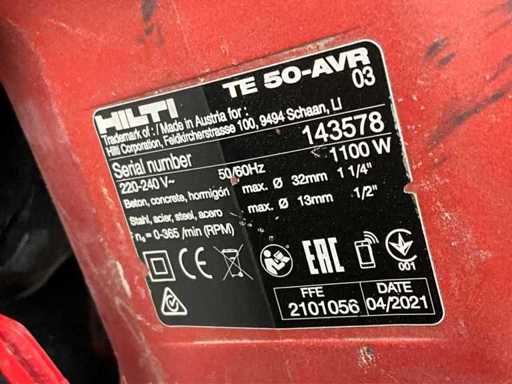 HILTI TE 50-AVR
03
Trademark of : / Made in Austria for :
Hilti Corporation, Feldkircherstrasse 100, 9494 Schaan, LI
Serial number 143578
220-240 V~ 50/60Hz 1100 W
Beton, concrete, hormigón max. Ø 32mm 1 1/4"
Stahl, acier, steel, acero max. Ø 13mm 1/2"
n₀ = 0-365 /min (RPM)
CE EAC 001
FFE DATE
2101056 04/2021